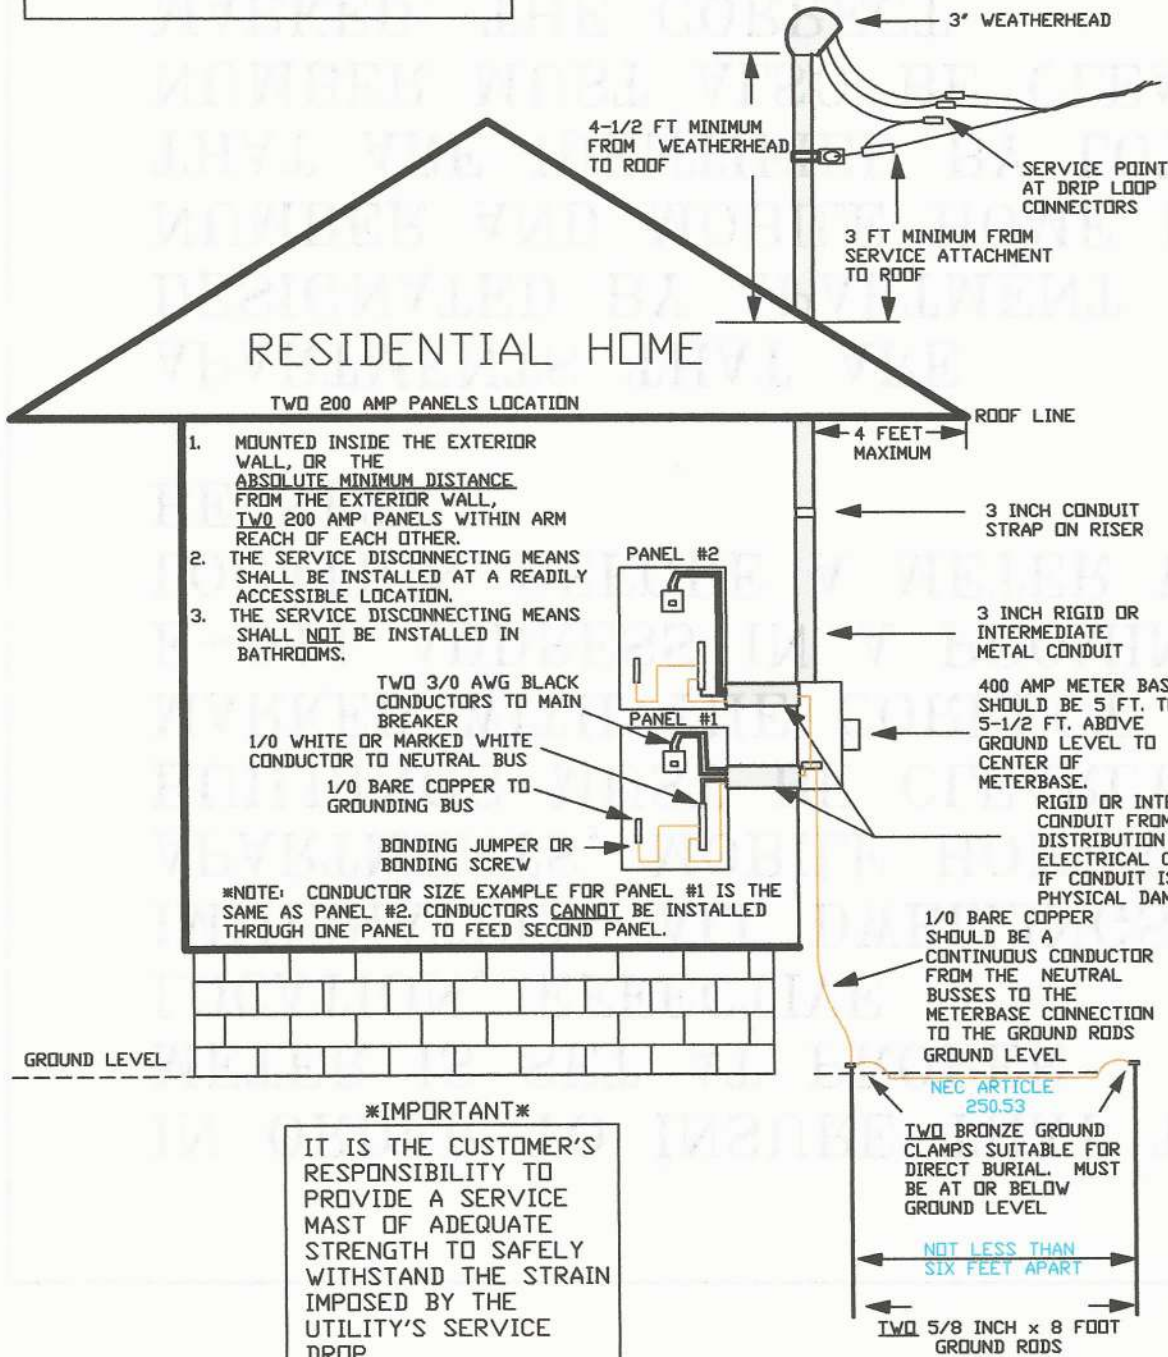 3" WEATHERHEAD
4-1/2 FT MINIMUM
FROM WEATHERHEAD
TO ROOF
SERVICE POINT
AT DRIP LOOP
CONNECTORS
3 FT MINIMUM FROM
SERVICE ATTACHMENT
TO ROOF
RESIDENTIAL HOME
TWO 200 AMP PANELS LOCATION
ROOF LINE
4 FEET
MAXIMUM
1. MOUNTED INSIDE THE EXTERIOR
WALL, OR THE
ABSOLUTE MINIMUM DISTANCE
FROM THE EXTERIOR WALL,
TWO 200 AMP PANELS WITHIN ARM
REACH OF EACH OTHER.
2. THE SERVICE DISCONNECTING MEANS
SHALL BE INSTALLED AT A READILY
ACCESSIBLE LOCATION.
3. THE SERVICE DISCONNECTING MEANS
SHALL NOT BE INSTALLED IN
BATHROOMS.
3 INCH CONDUIT
STRAP ON RISER
PANEL #2
3 INCH RIGID OR
INTERMEDIATE
METAL CONDUIT
TWO 3/0 AWG BLACK
CONDUCTORS TO MAIN
BREAKER
PANEL #1
1/0 WHITE OR MARKED WHITE
CONDUCTOR TO NEUTRAL BUS
1/0 BARE COPPER TO
GROUNDING BUS
BONDING JUMPER OR
BONDING SCREW
400 AMP METER BAS
SHOULD BE 5 FT. T
5-1/2 FT. ABOVE
GROUND LEVEL TO
CENTER OF
METERBASE.
RIGID OR INTE
CONDUIT FROM
DISTRIBUTION
ELECTRICAL C
IF CONDUIT IS
PHYSICAL DAM
*NOTE: CONDUCTOR SIZE EXAMPLE FOR PANEL #1 IS THE
SAME AS PANEL #2. CONDUCTORS CANNOT BE INSTALLED
THROUGH ONE PANEL TO FEED SECOND PANEL.
1/0 BARE COPPER
SHOULD BE A
CONTINUOUS CONDUCTOR
FROM THE NEUTRAL
BUSSES TO THE
METERBASE CONNECTION
TO THE GROUND RODS
GROUND LEVEL
GROUND LEVEL
NEC ARTICLE
250.53
TWO BRONZE GROUND
CLAMPS SUITABLE FOR
DIRECT BURIAL. MUST
BE AT OR BELOW
GROUND LEVEL
NOT LESS THAN
SIX FEET APART
TWO 5/8 INCH x 8 FOOT
GROUND RODS
*IMPORTANT*
IT IS THE CUSTOMER'S
RESPONSIBILITY TO
PROVIDE A SERVICE
MAST OF ADEQUATE
STRENGTH TO SAFELY
WITHSTAND THE STRAIN
IMPOSED BY THE
UTILITY'S SERVICE
DROP